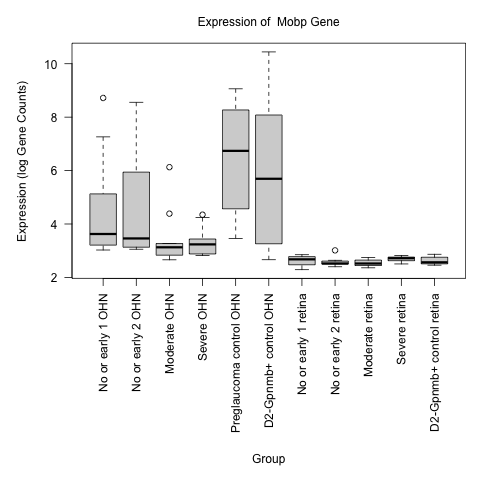 Expression of  Mobp Gene
Expression (log Gene Counts)
10
8
6
4
2
No or early 1 OHN
No or early 2 OHN
Moderate OHN
Severe OHN
Preglaucoma control OHN
D2-Gpnmb+ control OHN
No or early 1 retina
No or early 2 retina
Moderate retina
Severe retina
D2-Gpnmb+ control retina
Group